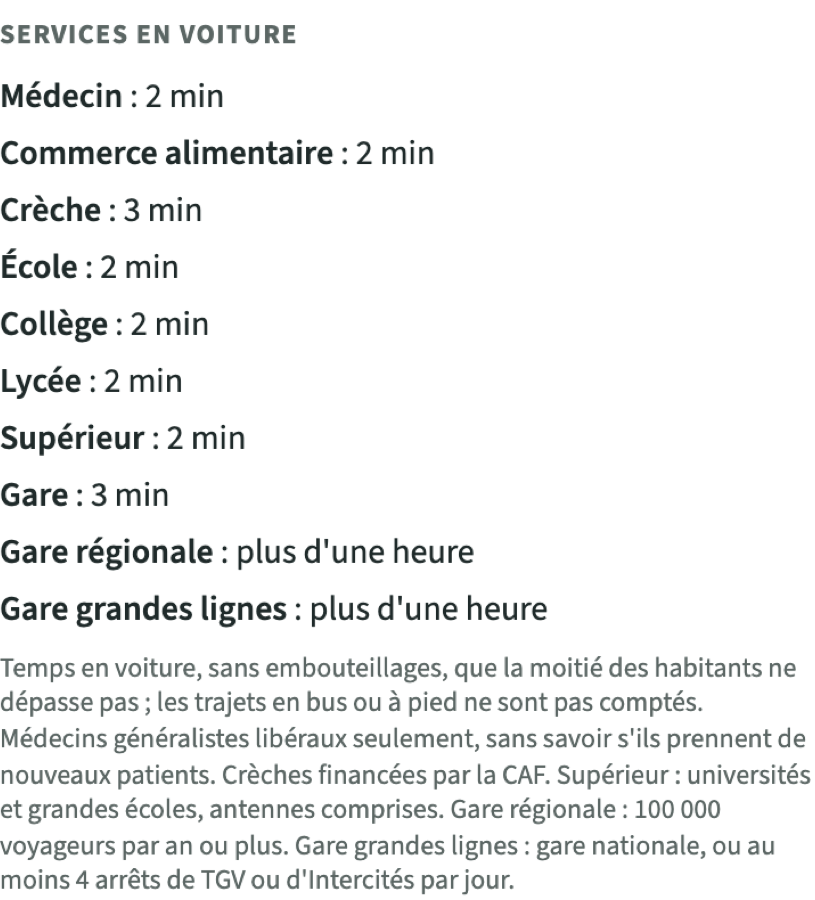 SERVICES EN VOITURE
Médecin : 2 min
Commerce alimentaire : 2 min
Crèche : 3 min
École : 2 min
Collège : 2 min
Lycée : 2 min
Supérieur : 2 min
Gare : 3 min
Gare régionale : plus d'une heure
Gare grandes lignes : plus d'une heure
Temps en voiture, sans embouteillages, que la moitié des habitants ne
dépasse pas ; les trajets en bus ou à pied ne sont pas comptés.
Médecins généralistes libéraux seulement, sans savoir s'ils prennent de
nouveaux patients. Crèches financées par la CAF. Supérieur : universités
et grandes écoles, antennes comprises. Gare régionale : 100 000
voyageurs par an ou plus. Gare grandes lignes : gare nationale, ou au
moins 4 arrêts de TGV ou d'Intercités par jour.